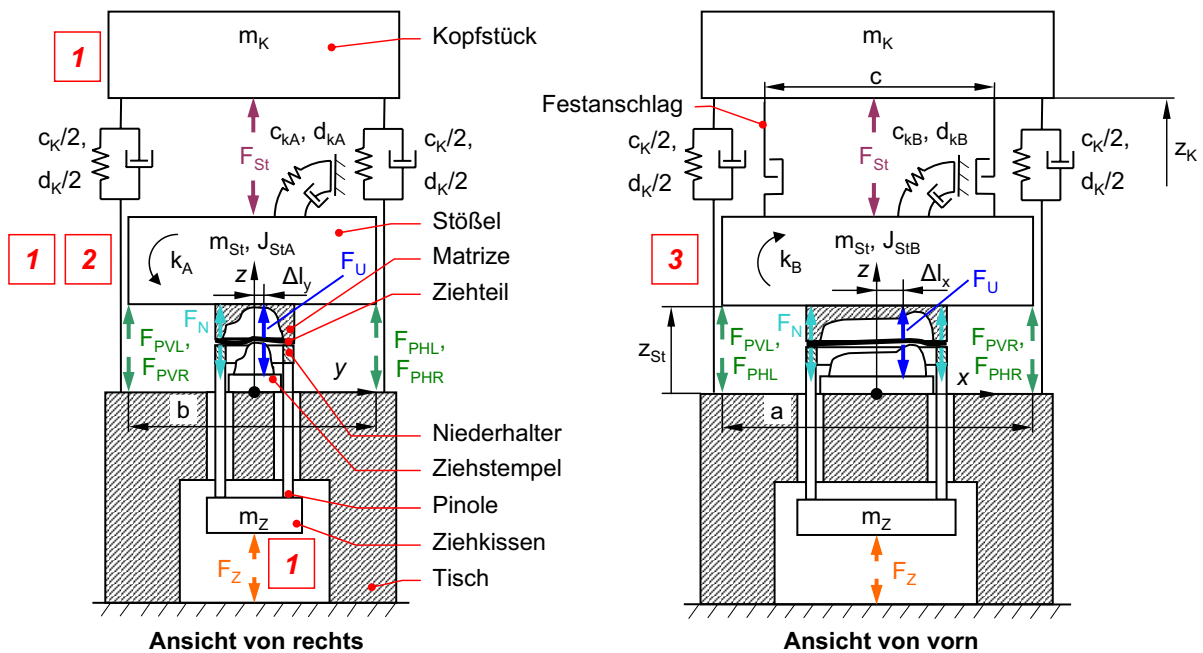 1
m_K
Kopfstück
c_K/2,
d_K/2
F_St
c_kA, d_kA
c_K/2,
d_K/2
Stößel
1 2
k_A
m_St, J_StA
z
Δl_y
F_U
Matrize
Ziehteil
F_N
F_PVL,
F_PVR
F_PHL,
F_PHR
y
b
Niederhalter
Ziehstempel
Pinole
m_Z
Ziehkissen
F_Z
1
Tisch
Ansicht von rechts
m_K
c
Festanschlag
c_K/2,
d_K/2
F_St
c_kB, d_kB
c_K/2,
d_K/2
z_K
3
k_B
m_St, J_StB
z
Δl_x
F_U
F_N
z_St
F_PVL,
F_PHL
F_PVR,
F_PHR
x
a
m_Z
F_Z
Ansicht von vorn